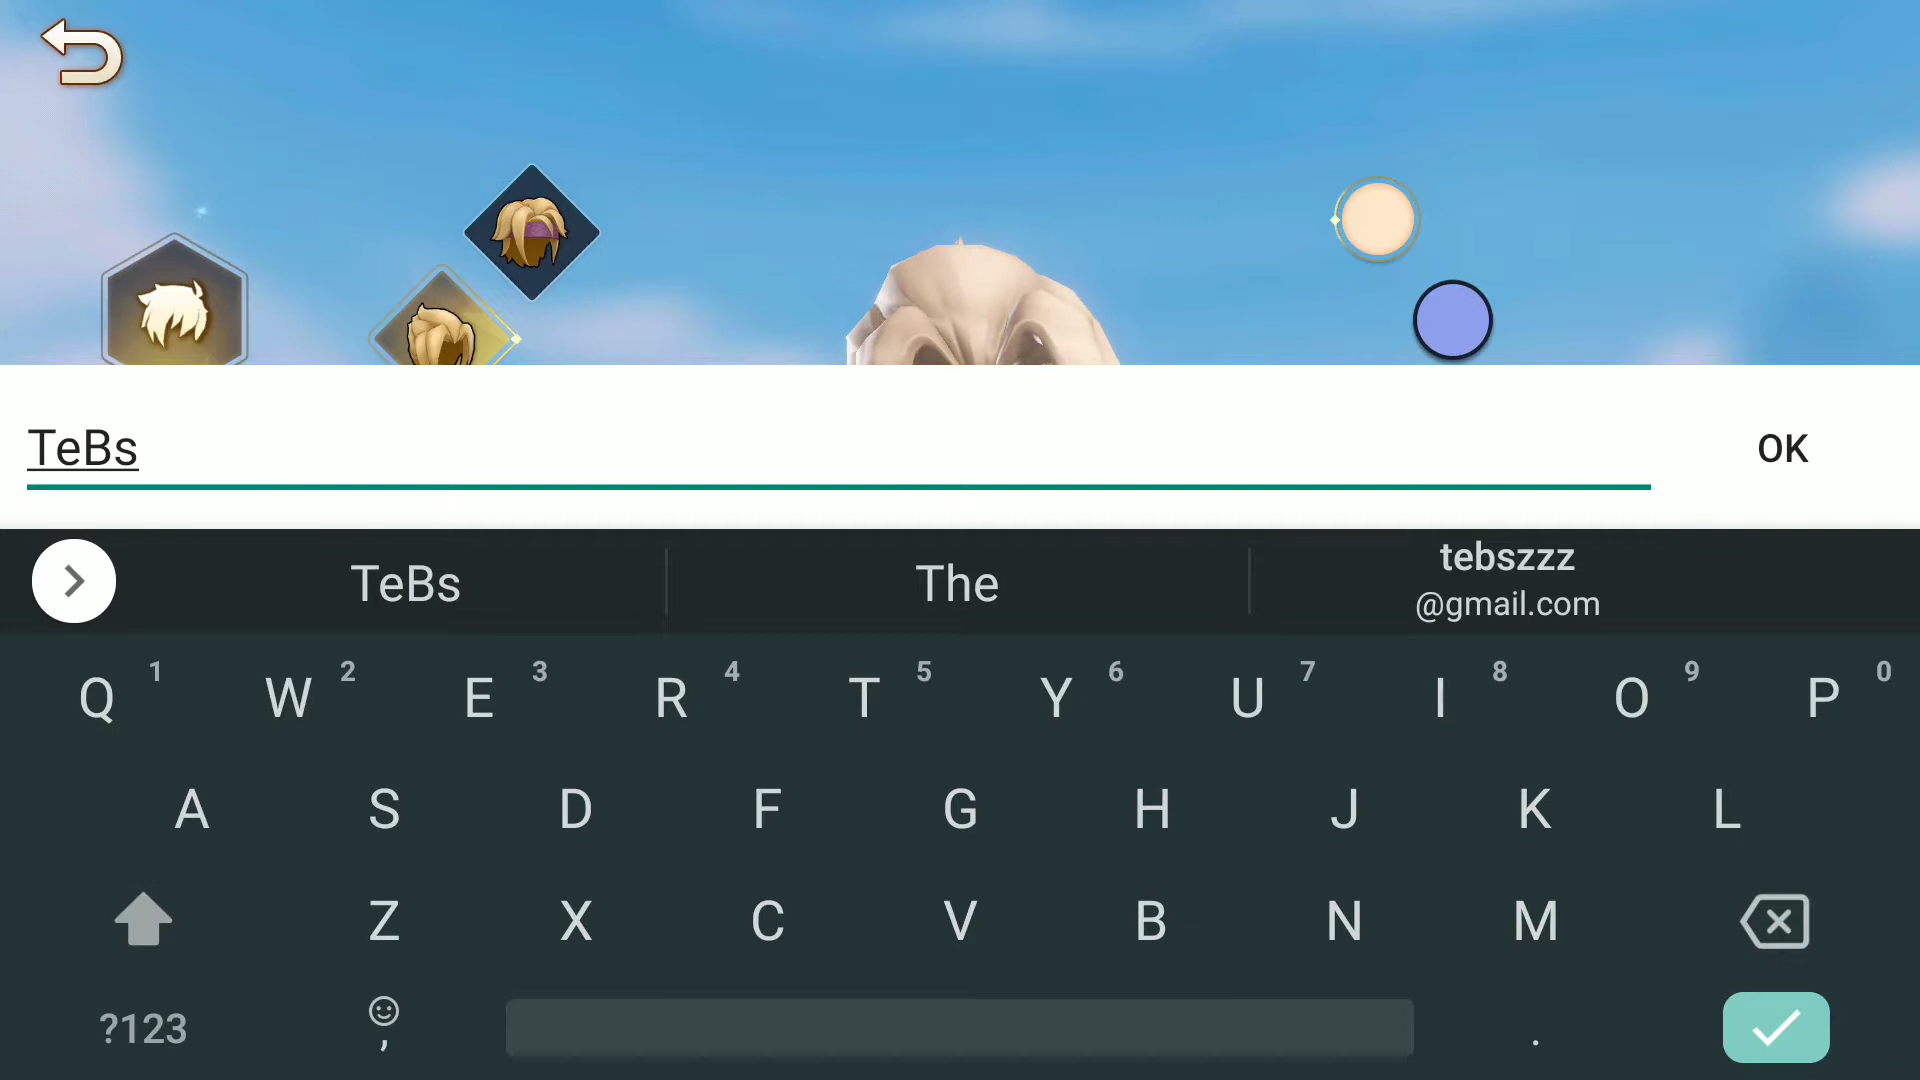 TeBs
OK
TeBs The tebszzz
@gmail.com
Q 1 W 2 E 3 R 4 T 5 Y 6 U 7 I 8 O 9 P 0
A S D F G H J K L
Z X C V B N M
?123 , .